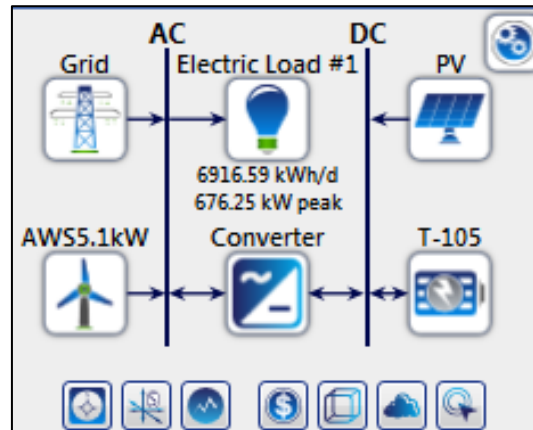 AC DC
Grid Electric Load #1 PV
6916.59 kWh/d
676.25 kW peak
AWS5.1kW Converter T-105